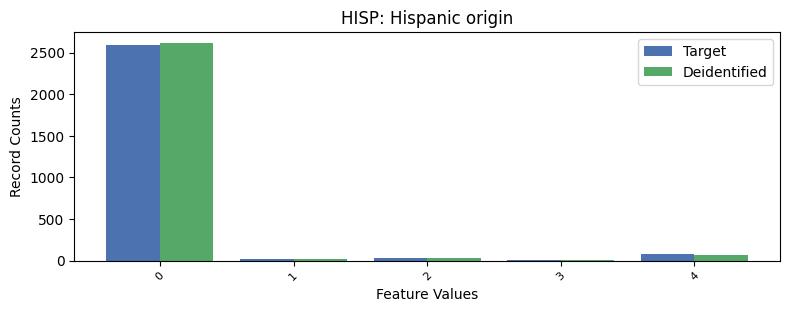 HISP: Hispanic origin
Target
Deidentified
Record Counts
2500
2000
1500
1000
500
0
0
1
2
3
4
Feature Values